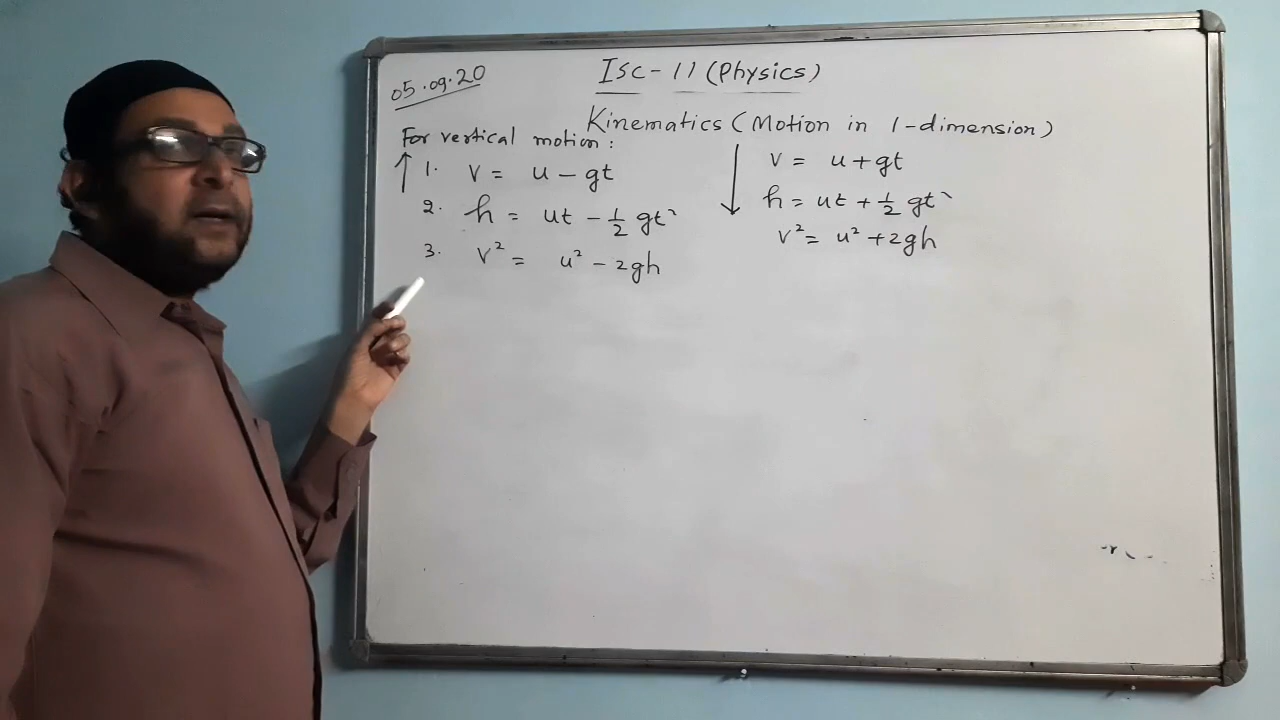 05.09.20
ISC-11 (Physics)
Kinematics (Motion in 1-dimension)
For vertical motion:
↑ 1. v = u - gt
2. h = ut - 1/2 gt²
3. v² = u² - 2gh
↓ v = u + gt
h = ut + 1/2 gt²
v² = u² + 2gh